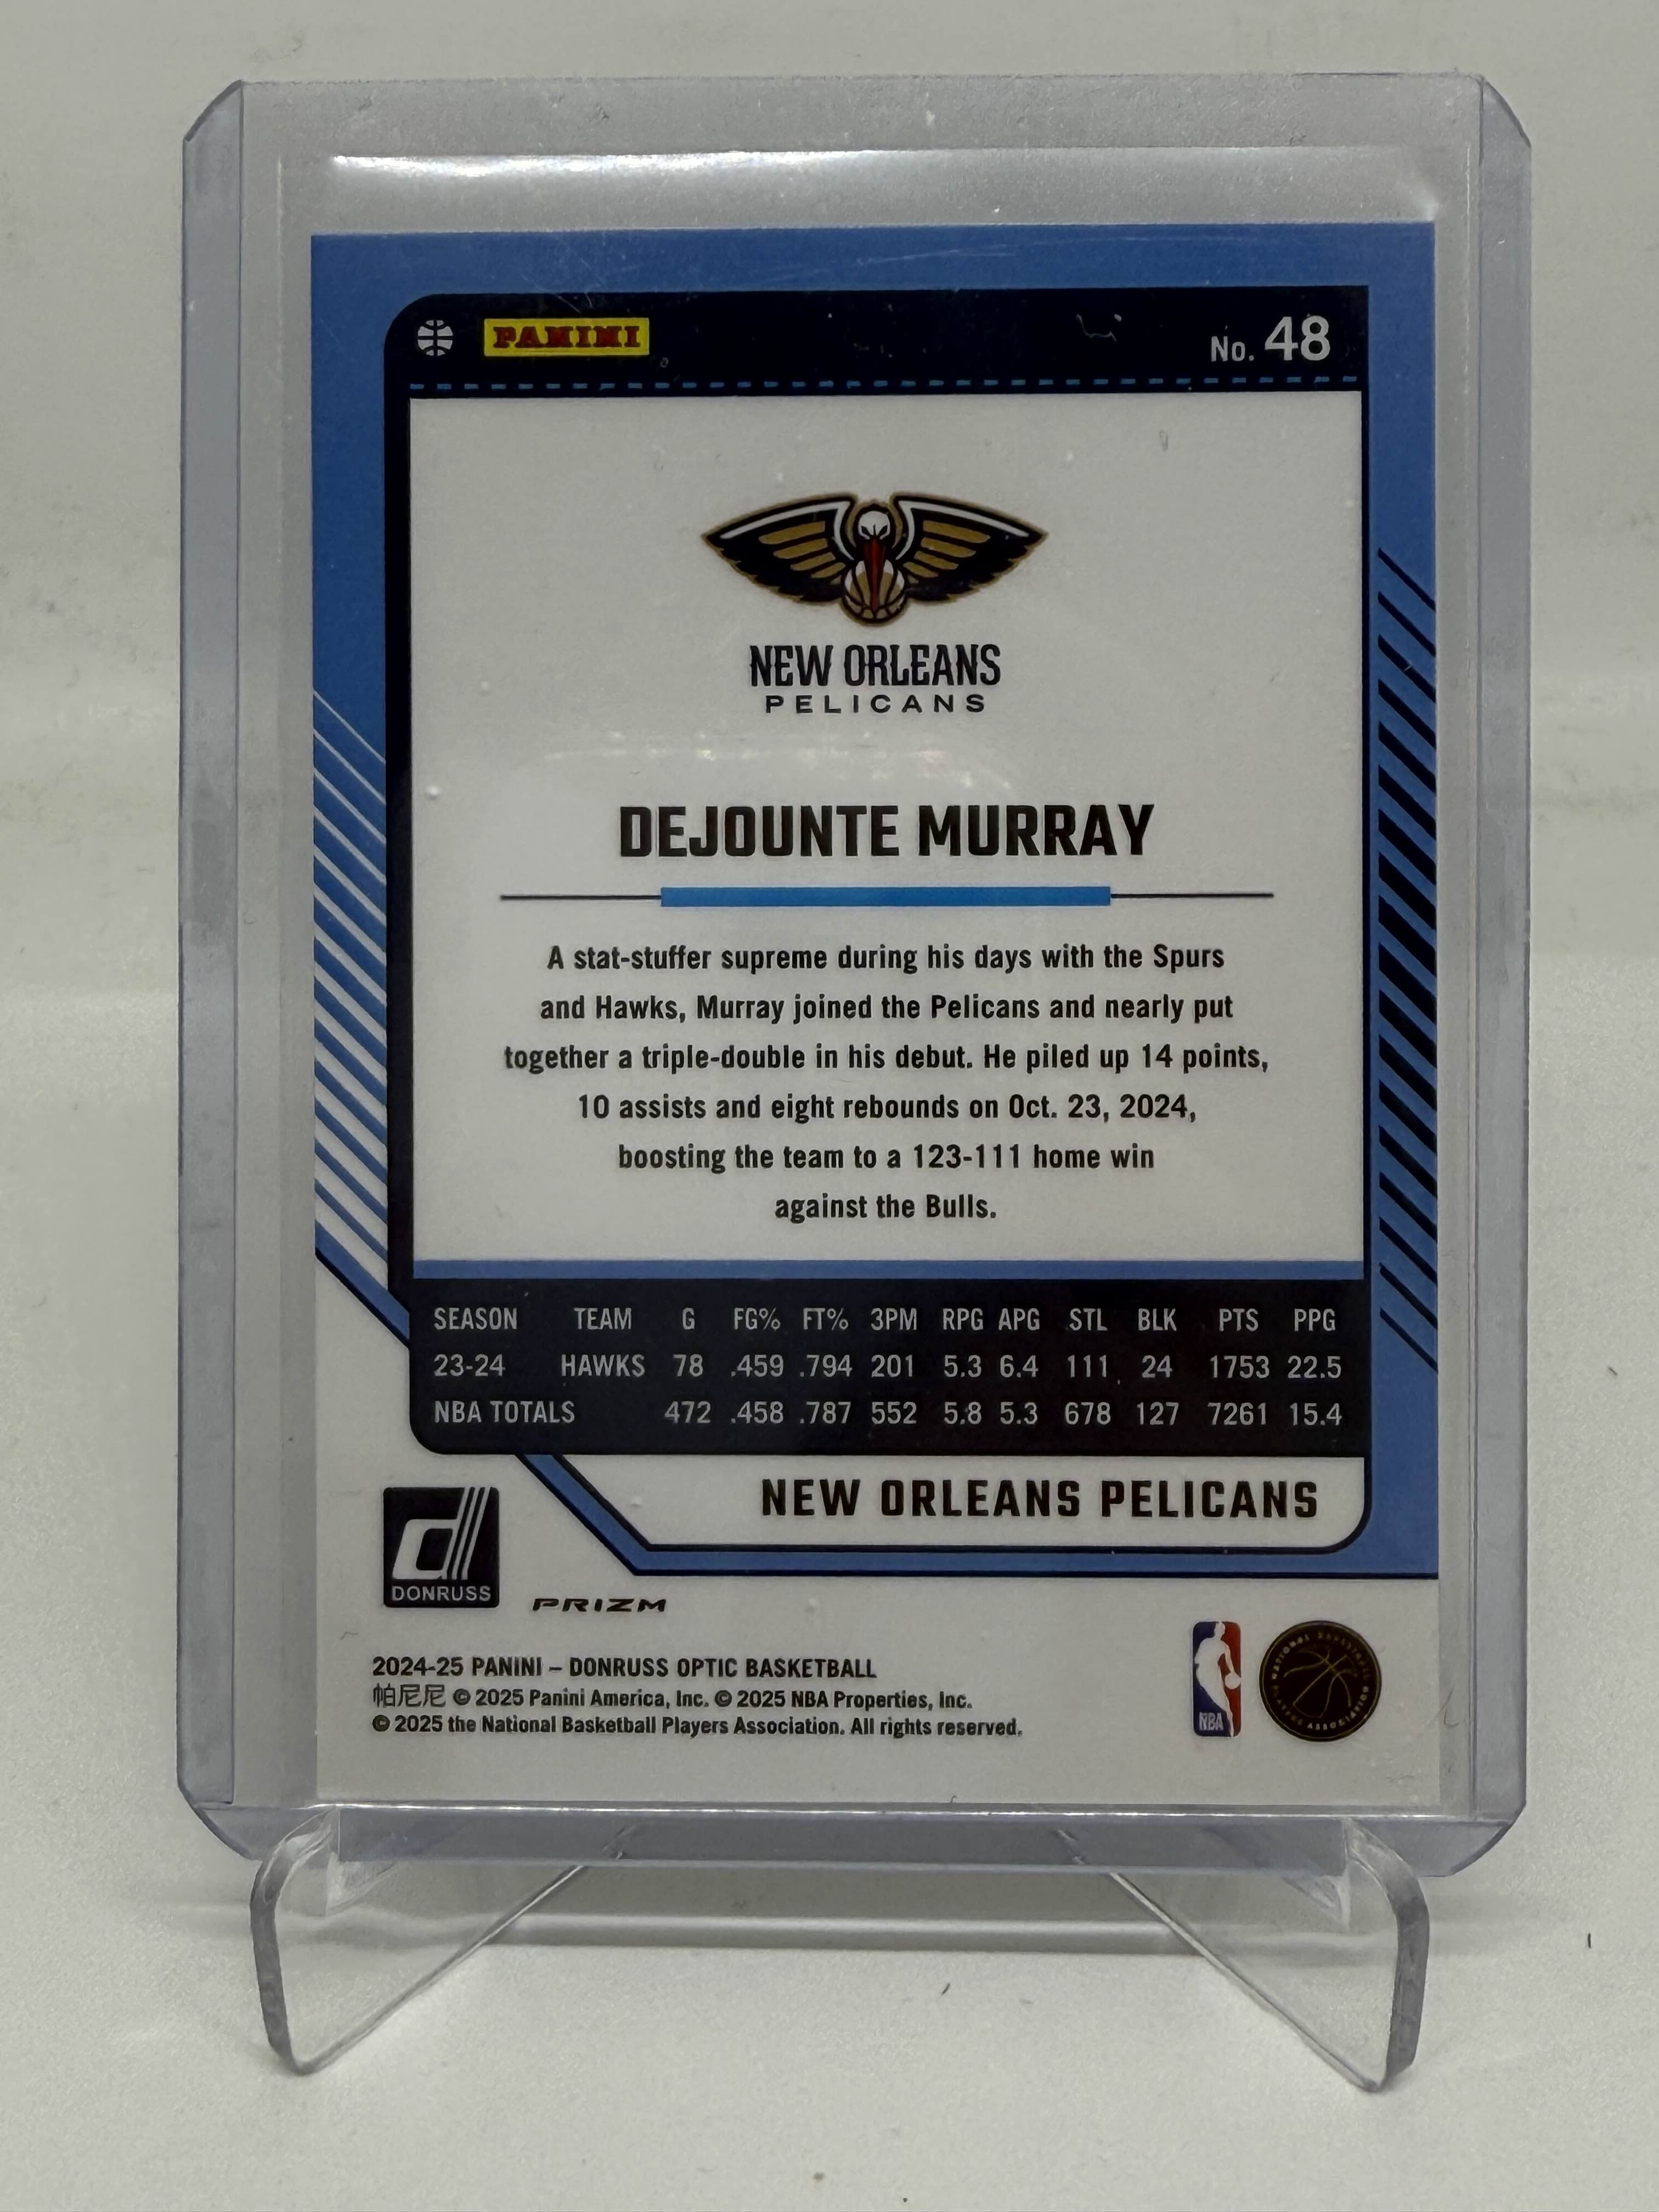 PANINI
No. 48
NEW ORLEANS
PELICANS
DEJOUNTE MURRAY
A stat-stuffer supreme during his days with the Spurs
and Hawks, Murray joined the Pelicans and nearly put
together a triple-double in his debut. He piled up 14 points,
10 assists and eight rebounds on Oct. 23, 2024,
boosting the team to a 123-111 home win
against the Bulls.
SEASON TEAM G FG% FT% 3PM RPG APG STL BLK PTS PPG
23-24 HAWKS 78 .459 .794 201 5.3 6.4 111 24 1753 22.5
NBA TOTALS 472 .458 .787 552 5.8 5.3 678 127 7261 15.4
NEW ORLEANS PELICANS
d
DONRUSS
PRIZM
2024-25 PANINI – DONRUSS OPTIC BASKETBALL
帕尼尼 © 2025 Panini America, Inc. © 2025 NBA Properties, Inc.
© 2025 the National Basketball Players Association. All rights reserved.
NBA
NATIONAL BASKETBALL PLAYERS ASSOCIATION